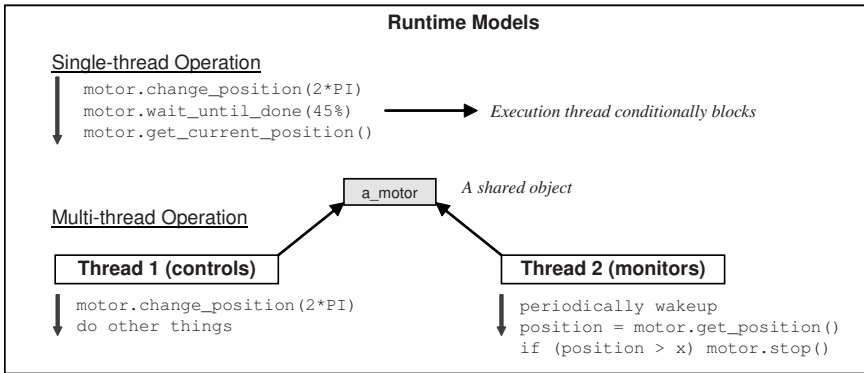 Runtime Models
Single-thread Operation
motor.change_position(2*PI)
motor.wait_until_done(45%)
Execution thread conditionally blocks
motor.get_current_position()
a_motor
A shared object
Multi-thread Operation
Thread 1 (controls)
motor.change_position(2*PI)
do other things
Thread 2 (monitors)
periodically wakeup
position = motor.get_position()
if (position > x) motor.stop()